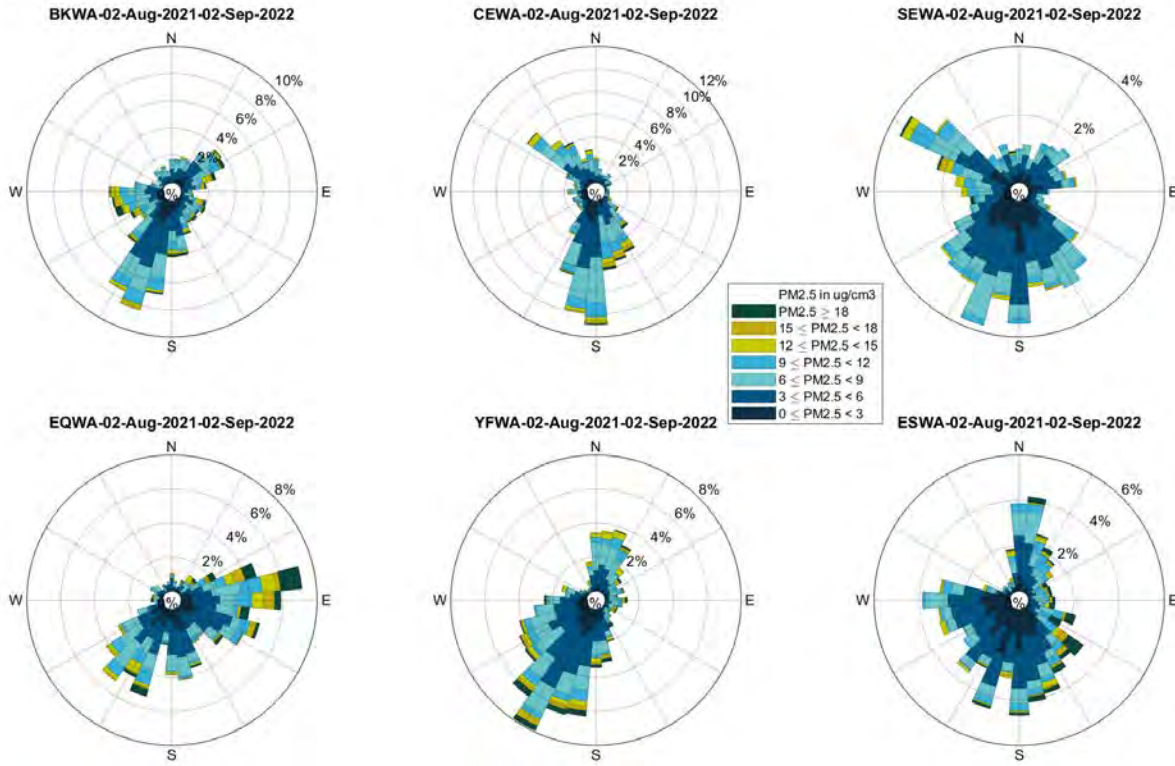 BKWA-02-Aug-2021-02-Sep-2022
N
10%
8%
6%
4%
2%
W
%
E
S
CEWA-02-Aug-2021-02-Sep-2022
N
12%
10%
8%
6%
4%
2%
W
%
E
S
SEWA-02-Aug-2021-02-Sep-2022
N
4%
2%
W
%
E
S
PM2.5 in ug/cm3
PM2.5 ≥ 18
15 ≤ PM2.5 < 18
12 ≤ PM2.5 < 15
9 ≤ PM2.5 < 12
6 ≤ PM2.5 < 9
3 ≤ PM2.5 < 6
0 ≤ PM2.5 < 3
EQWA-02-Aug-2021-02-Sep-2022
N
8%
6%
4%
2%
W
%
E
S
YFWA-02-Aug-2021-02-Sep-2022
N
8%
6%
4%
2%
W
%
E
S
ESWA-02-Aug-2021-02-Sep-2022
N
6%
4%
2%
W
%
E
S